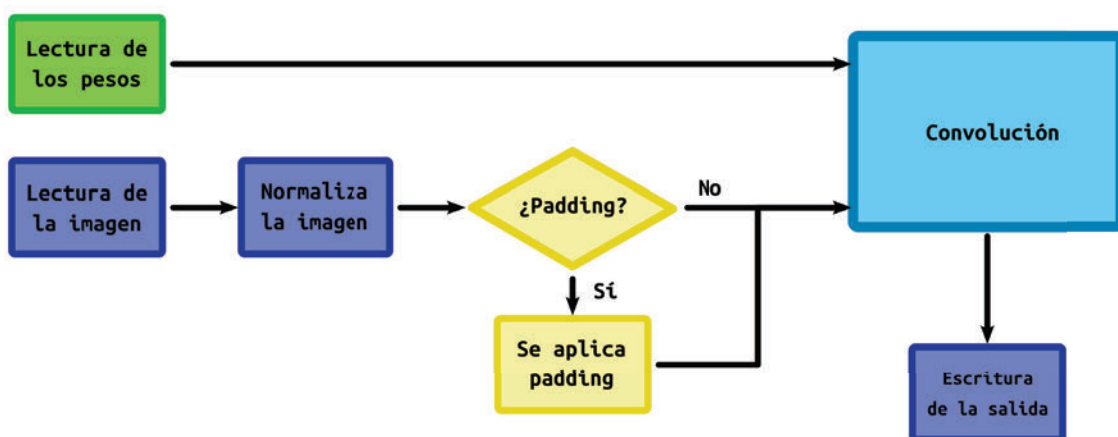 Lectura de
los pesos
Convolución
Lectura de
la imagen
Normaliza
la imagen
¿Padding?
No
Sí
Se aplica
padding
Escritura
de la salida